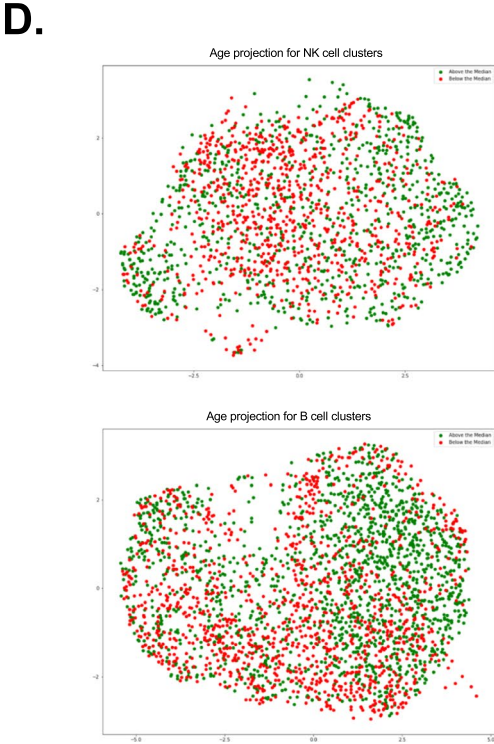 D.
Age projection for NK cell clusters
Above the Median
Below the Median
2
0
−2
−4
−2.5
0.0
2.5
Age projection for B cell clusters
Above the Median
Below the Median
2
0
−2
−5.0
−2.5
0.0
2.5
5.0